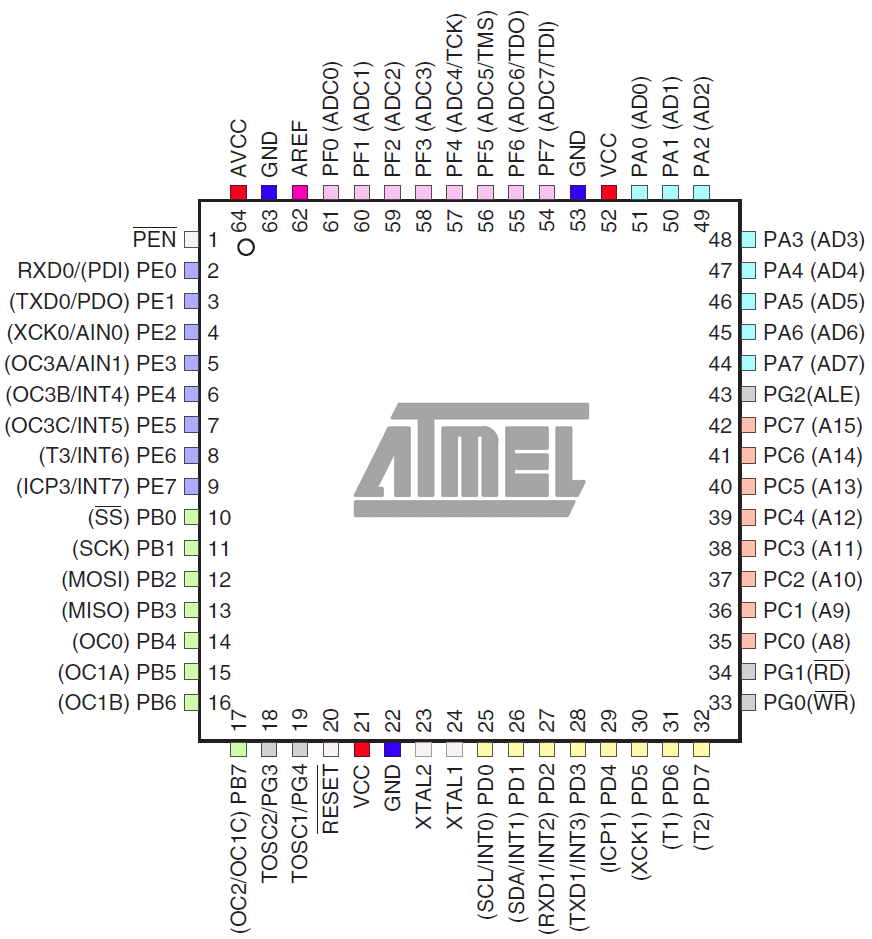 AVCC
GND
AREF
PF0 (ADC0)
PF1 (ADC1)
PF2 (ADC2)
PF3 (ADC3)
PF4 (ADC4/TCK)
PF5 (ADC5/TMS)
PF6 (ADC6/TDO)
PF7 (ADC7/TDI)
GND
VCC
PA0 (AD0)
PA1 (AD1)
PA2 (AD2)
64
63
62
61
60
59
58
57
56
55
54
53
52
51
50
49
PEN 1
RXD0/(PDI) PE0 2
(TXD0/PDO) PE1 3
(XCK0/AIN0) PE2 4
(OC3A/AIN1) PE3 5
(OC3B/INT4) PE4 6
(OC3C/INT5) PE5 7
(T3/INT6) PE6 8
(ICP3/INT7) PE7 9
(SS) PB0 10
(SCK) PB1 11
(MOSI) PB2 12
(MISO) PB3 13
(OC0) PB4 14
(OC1A) PB5 15
(OC1B) PB6 16
ATMEL
48 PA3 (AD3)
47 PA4 (AD4)
46 PA5 (AD5)
45 PA6 (AD6)
44 PA7 (AD7)
43 PG2(ALE)
42 PC7 (A15)
41 PC6 (A14)
40 PC5 (A13)
39 PC4 (A12)
38 PC3 (A11)
37 PC2 (A10)
36 PC1 (A9)
35 PC0 (A8)
34 PG1(RD)
33 PG0(WR)
17
18
19
20
21
22
23
24
25
26
27
28
29
30
31
32
(OC2/OC1C) PB7
TOSC2/PG3
TOSC1/PG4
RESET
VCC
GND
XTAL2
XTAL1
(SCL/INT0) PD0
(SDA/INT1) PD1
(RXD1/INT2) PD2
(TXD1/INT3) PD3
(ICP1) PD4
(XCK1) PD5
(T1) PD6
(T2) PD7